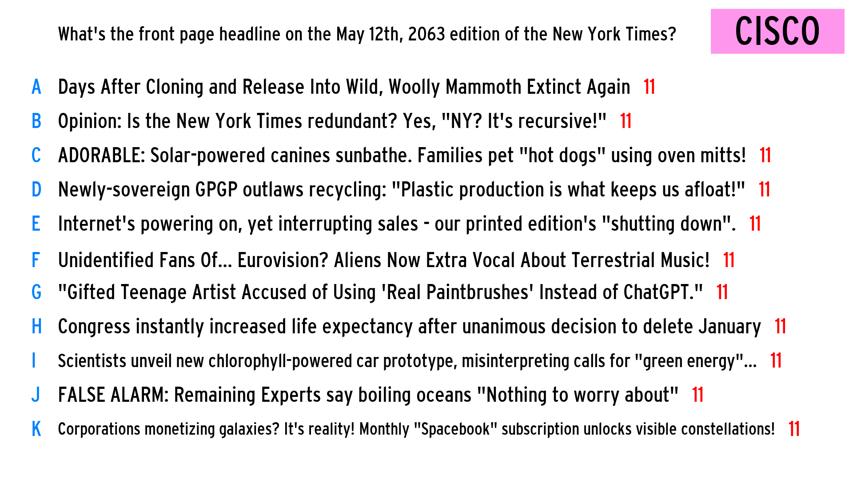 What's the front page headline on the May 12th, 2063 edition of the New York Times?
CISCO
A Days After Cloning and Release Into Wild, Woolly Mammoth Extinct Again 11
B Opinion: Is the New York Times redundant? Yes, "NY? It's recursive!" 11
C ADORABLE: Solar-powered canines sunbathe. Families pet "hot dogs" using oven mitts! 11
D Newly-sovereign GPGP outlaws recycling: "Plastic production is what keeps us afloat!" 11
E Internet's powering on, yet interrupting sales - our printed edition's "shutting down". 11
F Unidentified Fans Of... Eurovision? Aliens Now Extra Vocal About Terrestrial Music! 11
G "Gifted Teenage Artist Accused of Using 'Real Paintbrushes' Instead of ChatGPT." 11
H Congress instantly increased life expectancy after unanimous decision to delete January 11
I Scientists unveil new chlorophyll-powered car prototype, misinterpreting calls for "green energy"... 11
J FALSE ALARM: Remaining Experts say boiling oceans "Nothing to worry about" 11
K Corporations monetizing galaxies? It's reality! Monthly "Spacebook" subscription unlocks visible constellations! 11